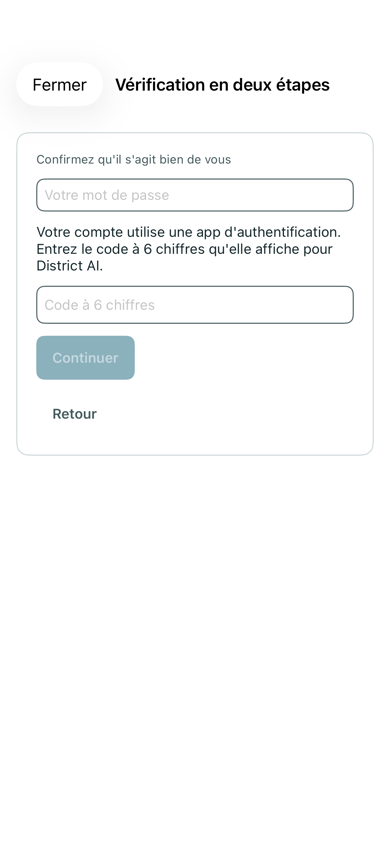 Fermer
Vérification en deux étapes
Confirmez qu'il s'agit bien de vous
Votre mot de passe
Votre compte utilise une app d'authentification.
Entrez le code à 6 chiffres qu'elle affiche pour
District AI.
Code à 6 chiffres
Continuer
Retour